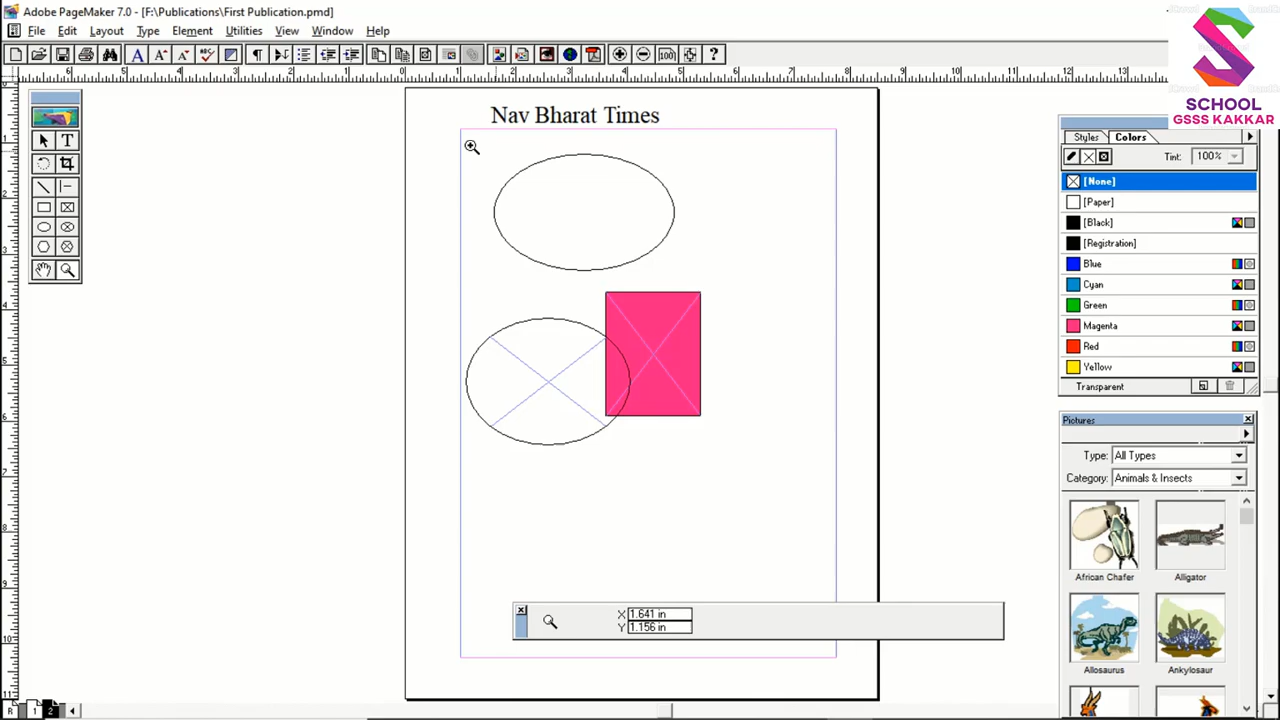 Adobe PageMaker 7.0 - [F:\Publications\First Publication.pmd]
File Edit Layout Type Element Utilities View Window Help
SCHOOL
GSSS KAKKAR
Nav Bharat Times
Styles Colors
Tint: 100%
[None]
[Paper]
[Black]
[Registration]
Blue
Cyan
Green
Magenta
Red
Yellow
Transparent
Pictures
Type: All Types
Category: Animals & Insects
African Chafer Alligator
Allosaurus Ankylosaur
X 1.641 in
Y 1.156 in
R 1 2